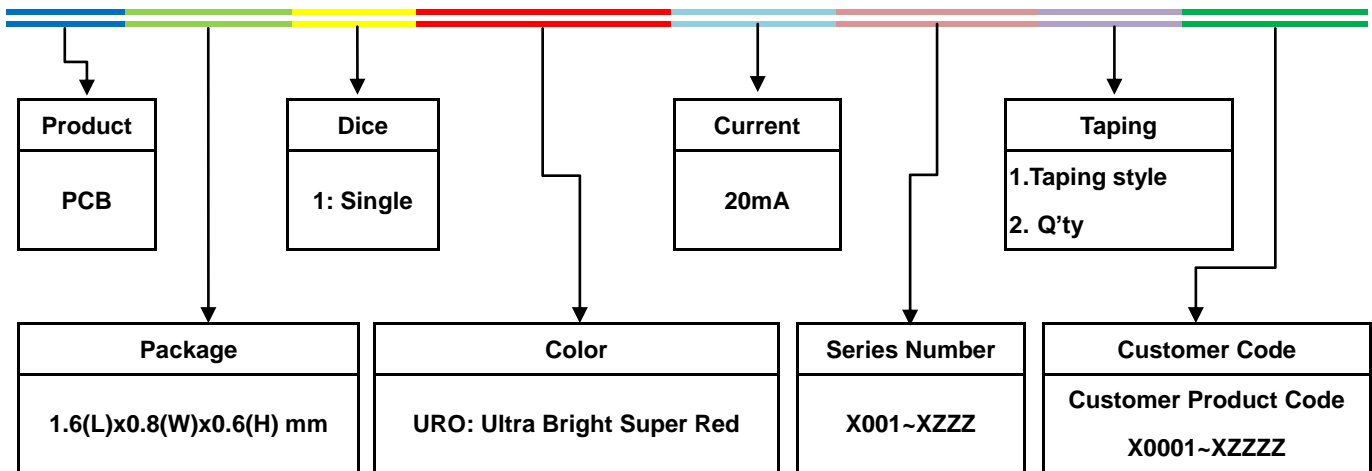 Product
PCB
Dice
1: Single
Current
20mA
Taping
1.Taping style
2. Q’ty
Package
1.6(L)x0.8(W)x0.6(H) mm
Color
URO: Ultra Bright Super Red
Series Number
X001~XZZZ
Customer Code
Customer Product Code
X0001~XZZZZ